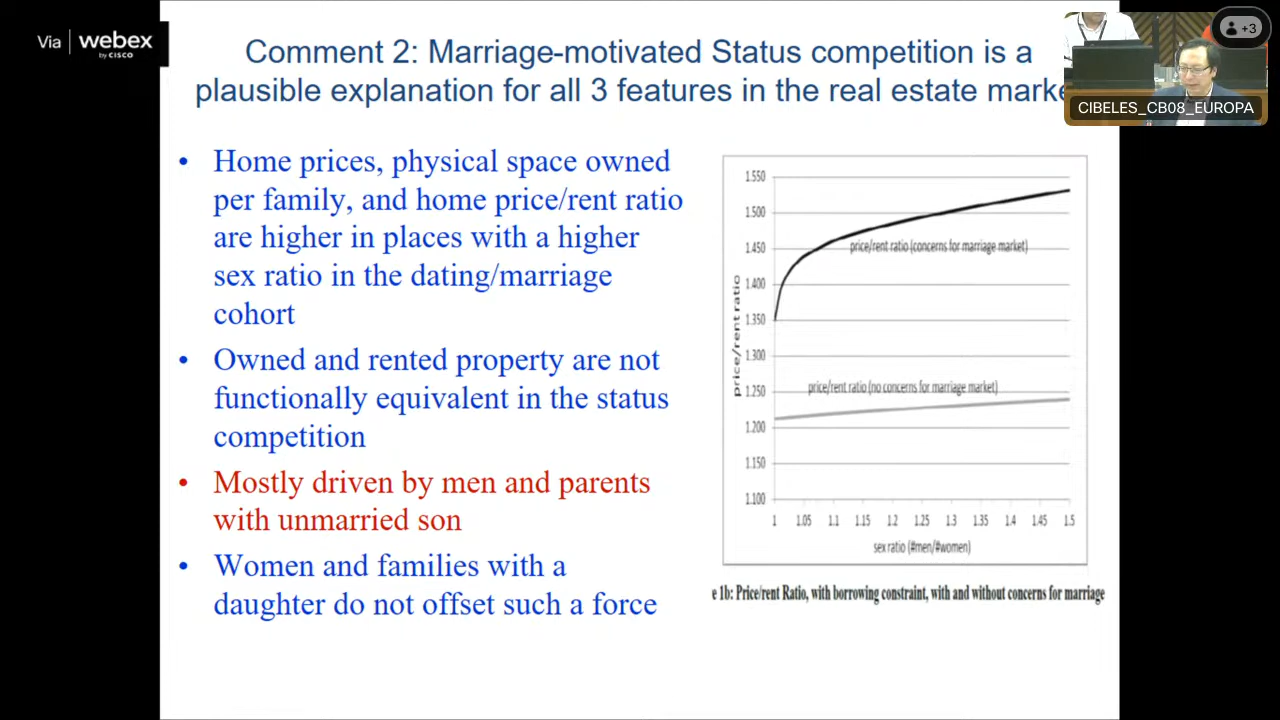 Via webex
by CISCO
+3
CIBELES_CB08_EUROPA
Comment 2: Marriage-motivated Status competition is a
plausible explanation for all 3 features in the real estate
• Home prices, physical space owned
per family, and home price/rent ratio
are higher in places with a higher
sex ratio in the dating/marriage
cohort
• Owned and rented property are not
functionally equivalent in the status
competition
• Mostly driven by men and parents
with unmarried son
• Women and families with a
daughter do not offset such a force
1.550
1.500
1.450
1.400
1.350
1.300
1.250
1.200
1.150
1.100
price/rent ratio
price/rent ratio (concerns for marriage market)
price/rent ratio (no concerns for marriage market)
1 1.05 1.1 1.15 1.2 1.25 1.3 1.35 1.4 1.45 1.5
sex ratio (#men/#women)
e 1b: Price/rent Ratio, with borrowing constraint, with and without concerns for marriage